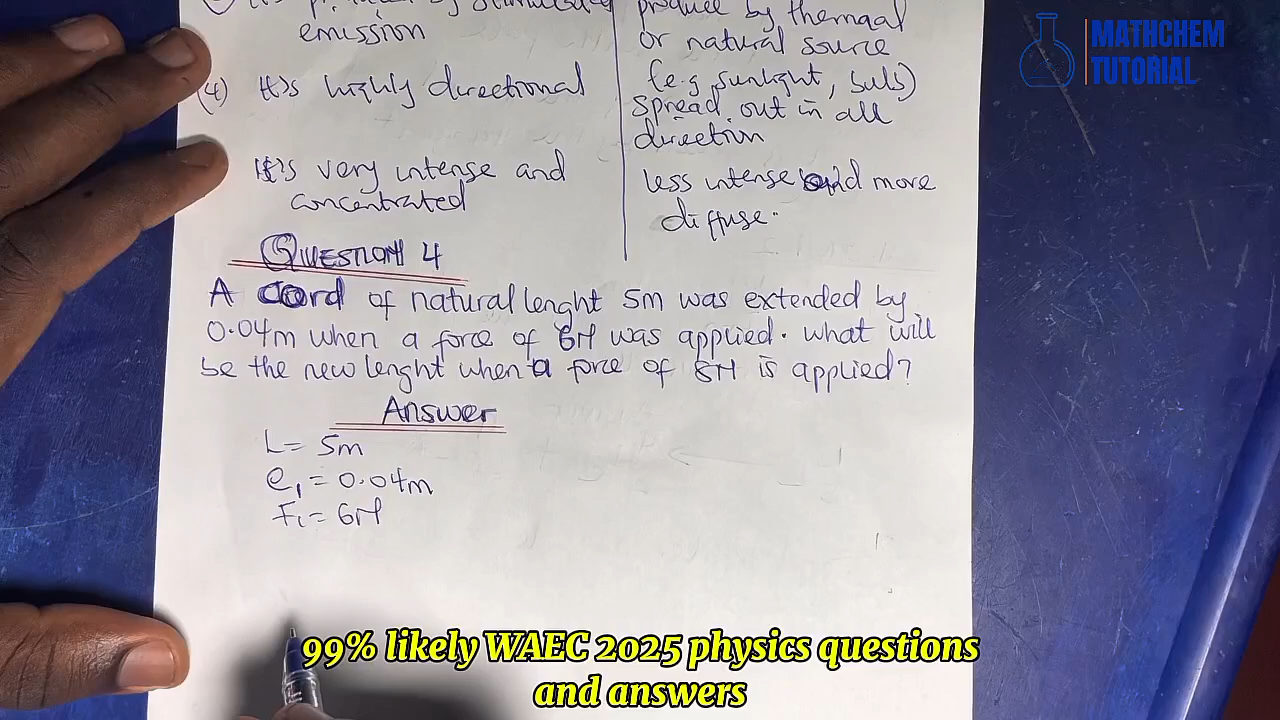 emission
produce by thermaal
or natural source
(e.g sunlight, buls)
spread out in all
direction
(4) It's highly directional
It's very intense and
concentrated
less intense and more
diffuse.
QUESTION 4
A cord of natural lenght 5m was extended by
0.04m when a force of 6N was applied. what will
be the new lenght when a force of 8N is applied?
Answer
L = 5m
e₁ = 0.04m
F₁ = 6N
MATHCHEM
TUTORIAL
99% likely WAEC 2025 physics questions
and answers